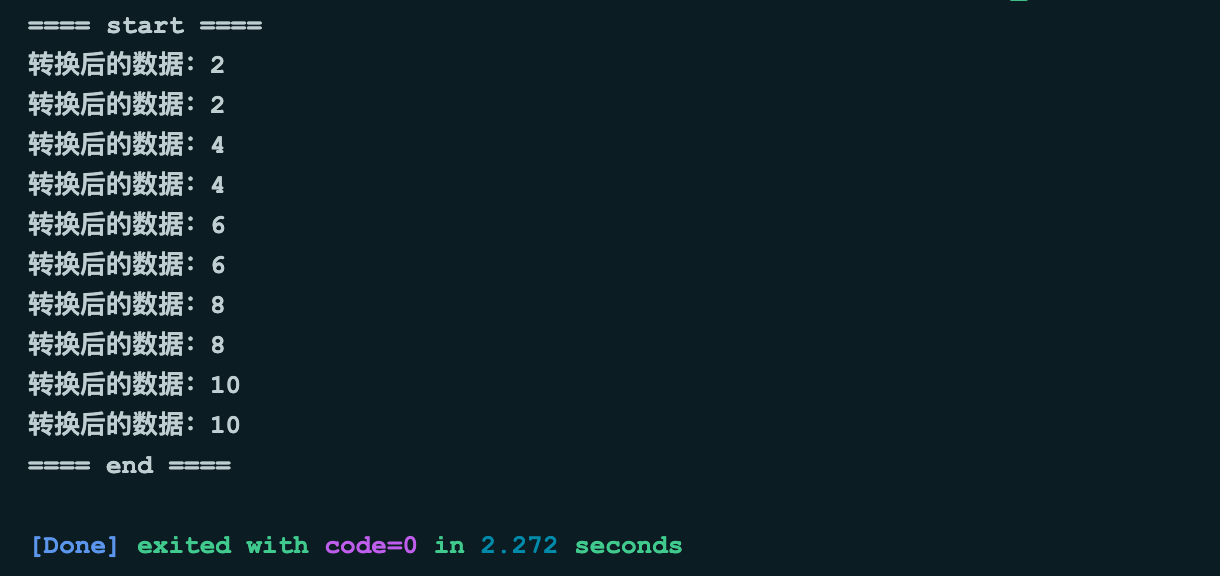 ==== start ====
转换后的数据：2
转换后的数据：2
转换后的数据：4
转换后的数据：4
转换后的数据：6
转换后的数据：6
转换后的数据：8
转换后的数据：8
转换后的数据：10
转换后的数据：10
==== end ====
[Done] exited with code=0 in 2.272 seconds